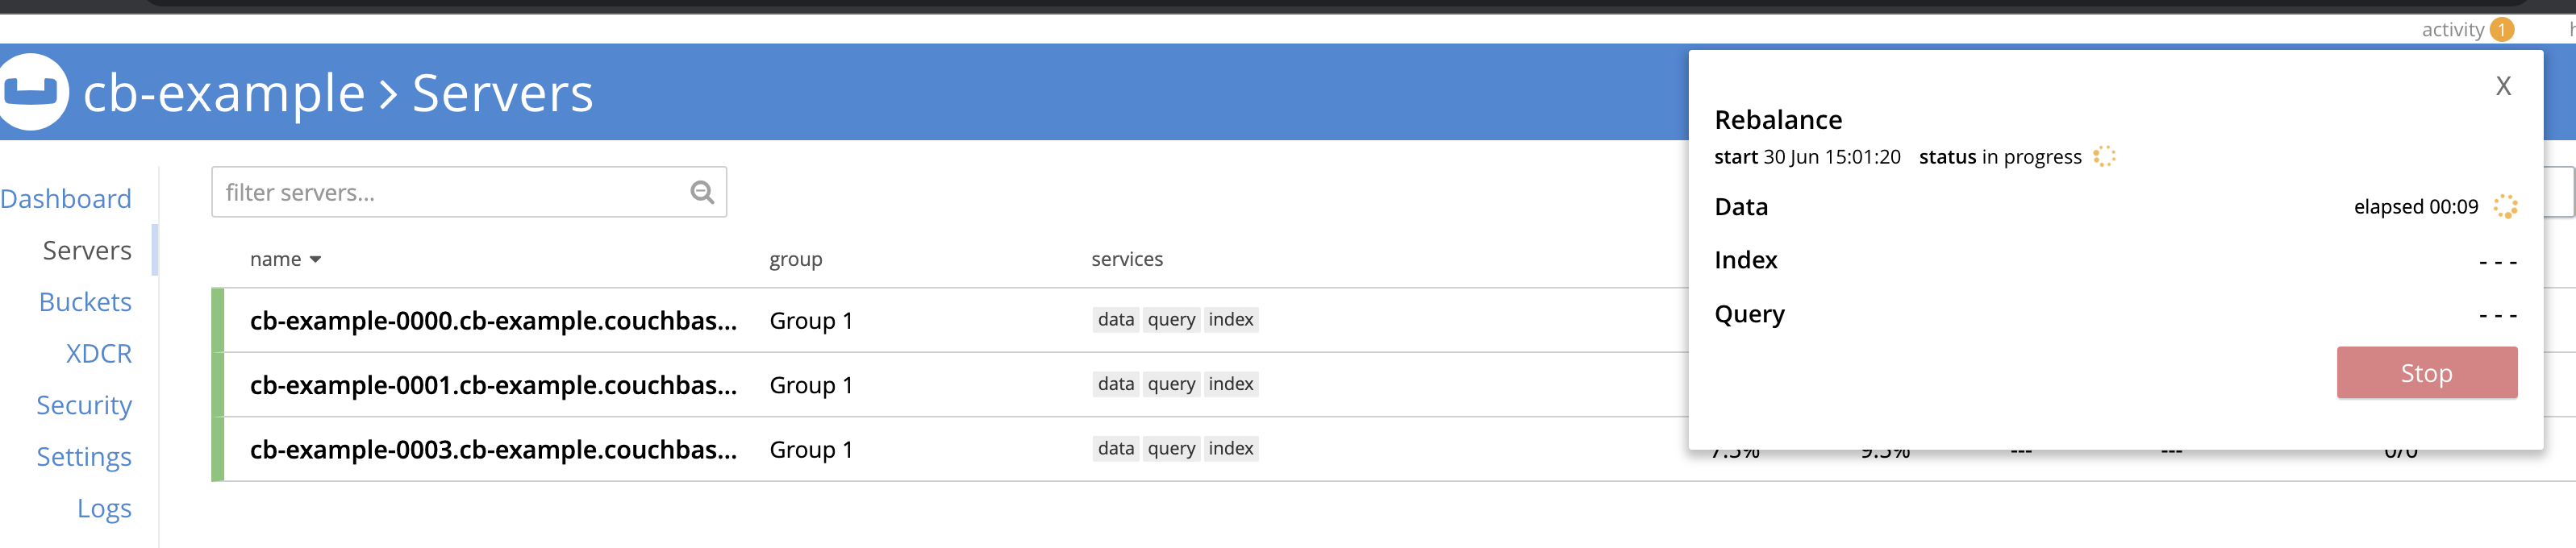 activity 1
cb-example > Servers
X
Rebalance
start 30 Jun 15:01:20 status in progress
Data elapsed 00:09
Index ---
Query ---
Stop
Dashboard
Servers
Buckets
XDCR
Security
Settings
Logs
filter servers...
name group services
cb-example-0000.cb-example.couchbas... Group 1 data query index
cb-example-0001.cb-example.couchbas... Group 1 data query index
cb-example-0003.cb-example.couchbas... Group 1 data query index --- ---